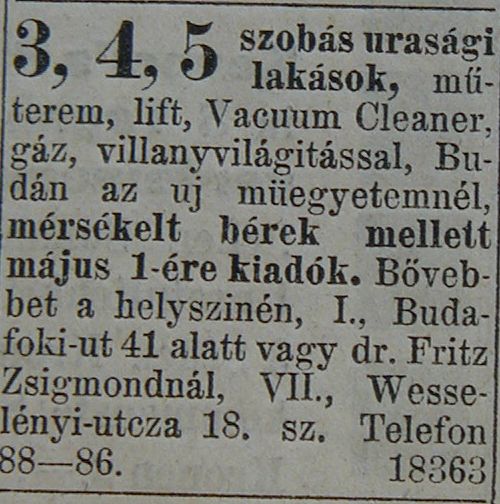 3, 4, 5 szobás urasági
lakások, mü-
terem, lift, Vacuum Cleaner,
gáz, villanyvilágitással, Bu-
dán az uj müegyetemnél,
mérsékelt bérek mellett
május 1-ére kiadók. Böveb-
bet a helyszinén, I., Buda-
foki-ut 41 alatt vagy dr. Fritz
Zsigmondnál, VII., Wesse-
lényi-utcza 18. sz. Telefon
88—86. 18363